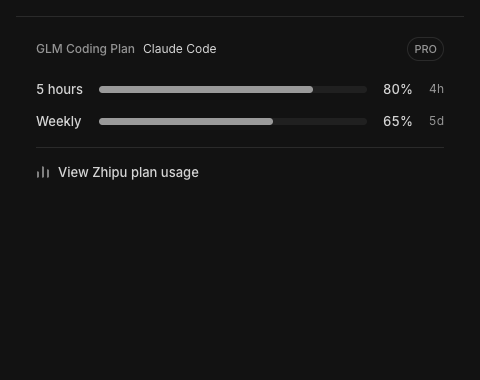 GLM Coding Plan Claude Code PRO
5 hours 80% 4h
Weekly 65% 5d
View Zhipu plan usage